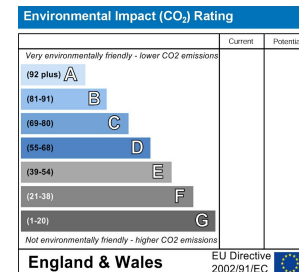 Environmental Impact (CO₂) Rating
Current Potentia
Very environmentally friendly - lower CO2 emissions
(92 plus) A
(81-91) B
(69-80) C
(55-68) D
(39-54) E
(21-38) F
(1-20) G
Not environmentally friendly - higher CO2 emissions
England & Wales
EU Directive
2002/91/EC